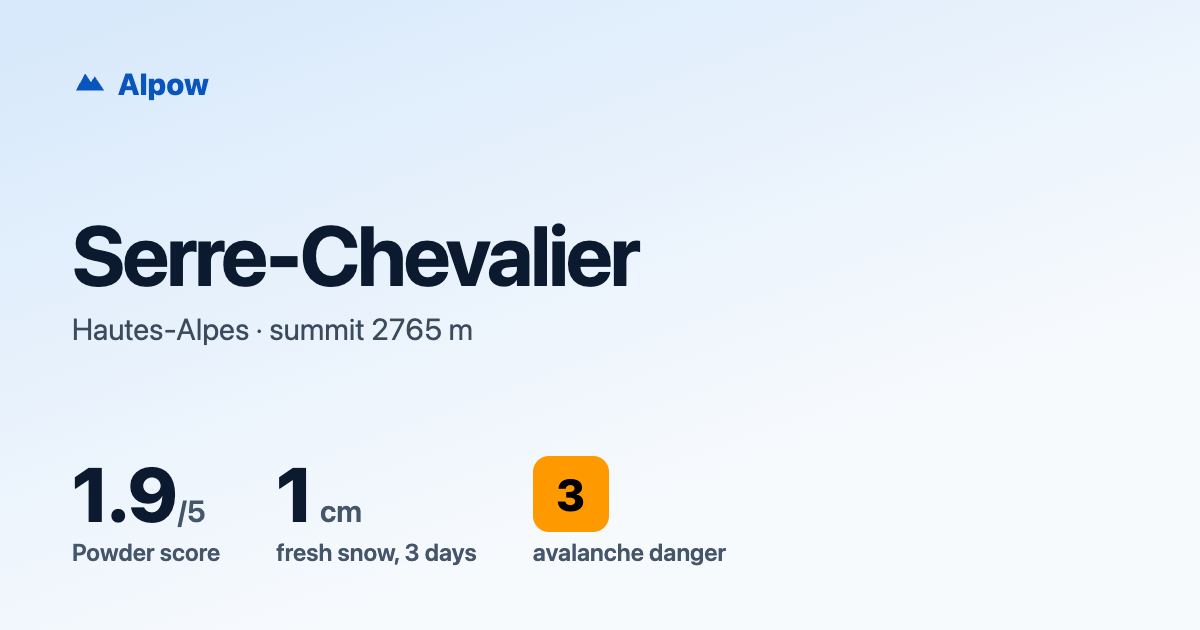 Alpow
Serre-Chevalier
Hautes-Alpes · summit 2765 m
1.9/5
Powder score
1 cm
fresh snow, 3 days
3
avalanche danger